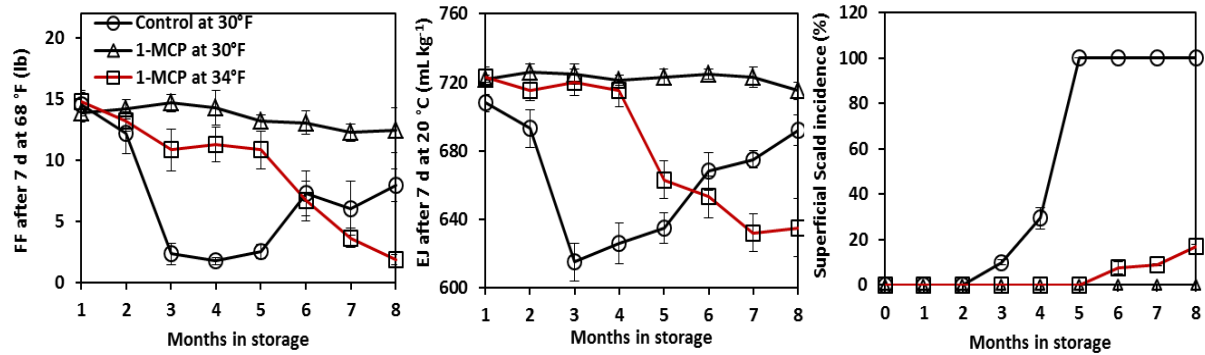 FF after 7 d at 68 °F (lb)
20
15
10
5
0
Control at 30°F
1-MCP at 30°F
1-MCP at 34°F
1 2 3 4 5 6 7 8
Months in storage
EJ after 7 d at 20 °C (mL kg-1)
760
720
680
640
600
1 2 3 4 5 6 7 8
Months in storage
Superficial Scald incidence (%)
120
100
80
60
40
20
0
0 1 2 3 4 5 6 7 8
Months in storage